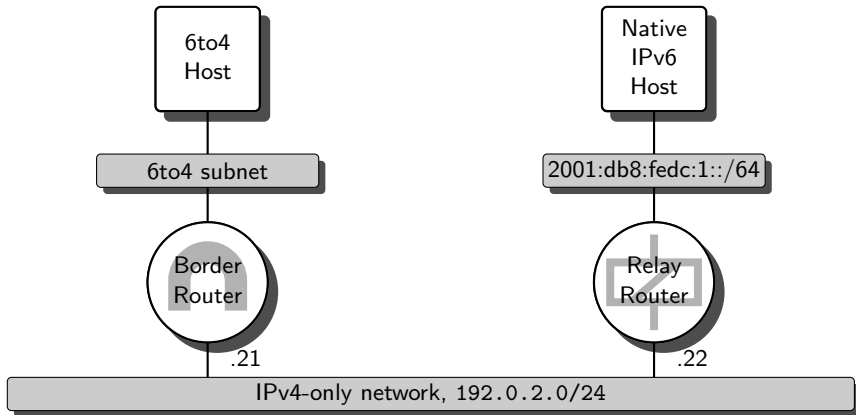 6to4
Host
Native
IPv6
Host
6to4 subnet
2001:db8:fedc:1::/64
Border
Router
Relay
Router
.21
.22
IPv4-only network, 192.0.2.0/24